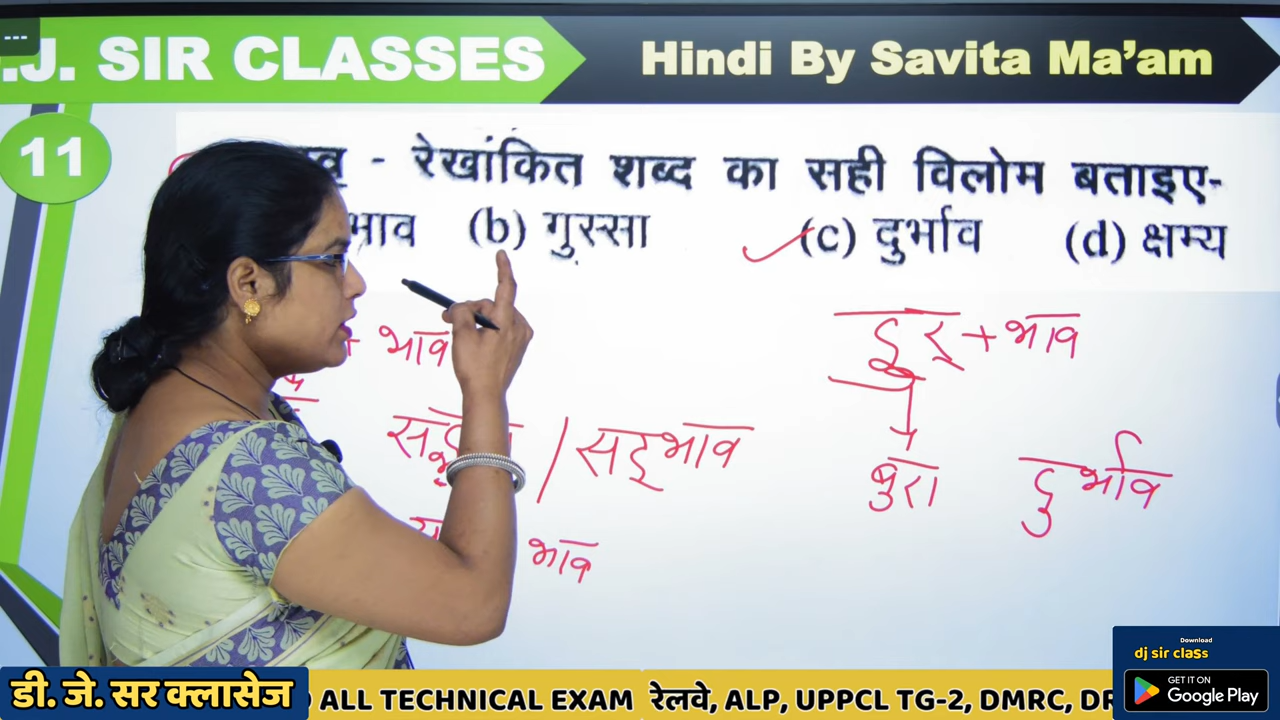 .J. SIR CLASSES
Hindi By Savita Ma'am
11
- रेखांकित शब्द का सही विलोम बताइए-
भाव (b) गुस्सा (c) दुर्भाव (d) क्षम्य
+ भाव
दुर् + भाव
/ सद्भाव
बुरा दुर्भाव
भाव
Download
dj sir class
GET IT ON
Google Play
डी. जे. सर क्लासेज
ALL TECHNICAL EXAM रेलवे, ALP, UPPCL TG-2, DMRC,